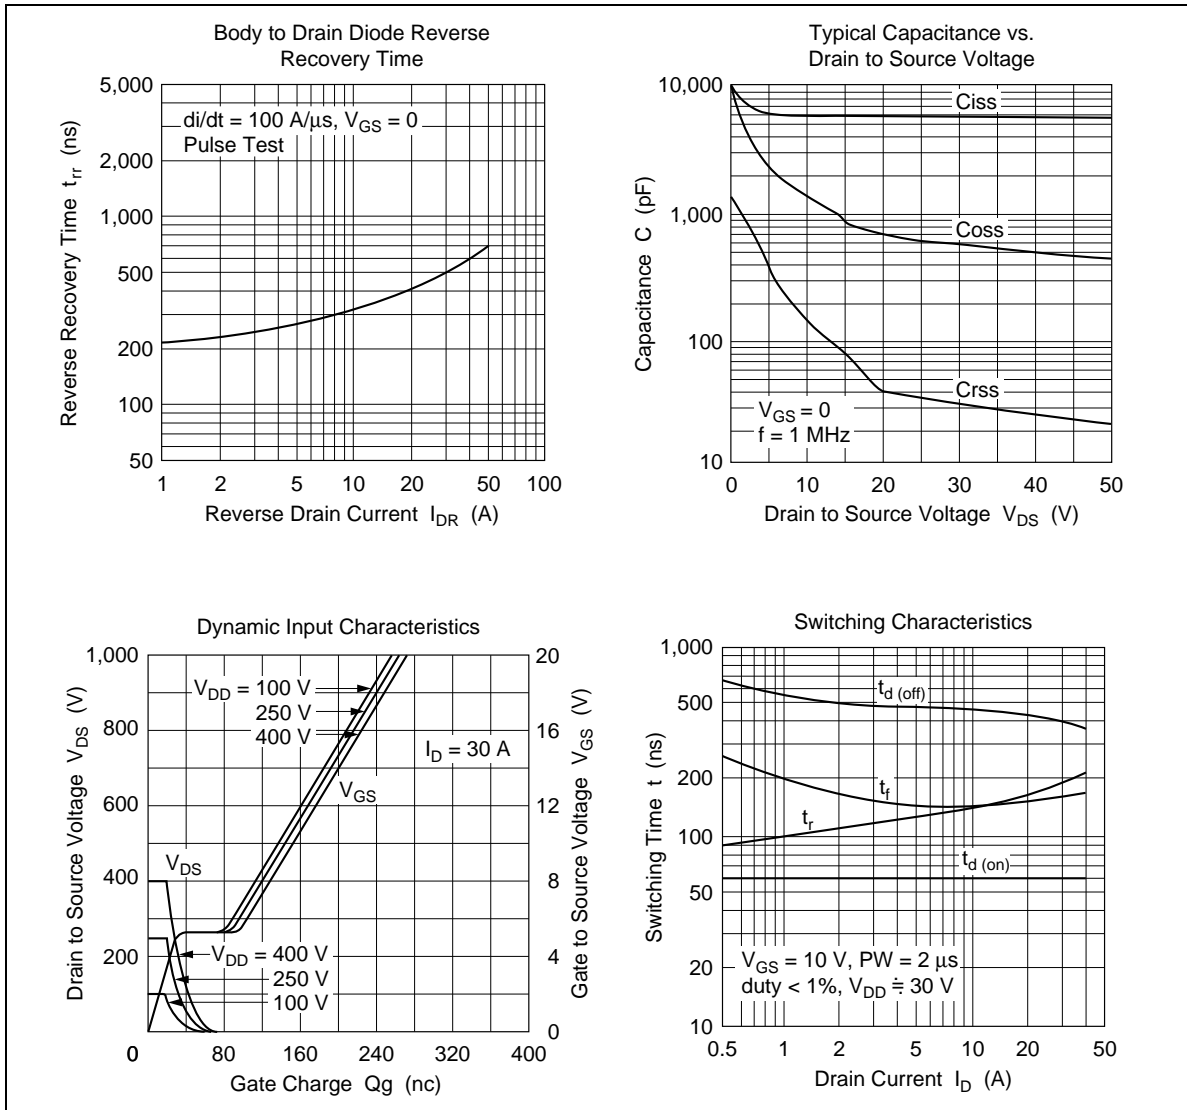 Body to Drain Diode Reverse
Recovery Time
5,000
2,000
1,000
500
200
100
50
Reverse Recovery Time trr (ns)
di/dt = 100 A/µs, VGS = 0
Pulse Test
1 2 5 10 20 50 100
Reverse Drain Current IDR (A)
Typical Capacitance vs.
Drain to Source Voltage
10,000
1,000
100
10
Capacitance C (pF)
Ciss
Coss
Crss
VGS = 0
f = 1 MHz
0 10 20 30 40 50
Drain to Source Voltage VDS (V)
Dynamic Input Characteristics
1,000
800
600
400
200
0
Drain to Source Voltage VDS (V)
VDD = 100 V
250 V
400 V
ID = 30 A
VGS
VDS
VDD = 400 V
250 V
100 V
20
16
12
8
4
0
Gate to Source Voltage VGS (V)
0 80 160 240 320 400
Gate Charge Qg (nc)
Switching Characteristics
1,000
500
200
100
50
20
10
Switching Time t (ns)
td (off)
tf
tr
td (on)
VGS = 10 V, PW = 2 µs
duty < 1%, VDD ≒ 30 V
0.5 1 2 5 10 20 50
Drain Current ID (A)